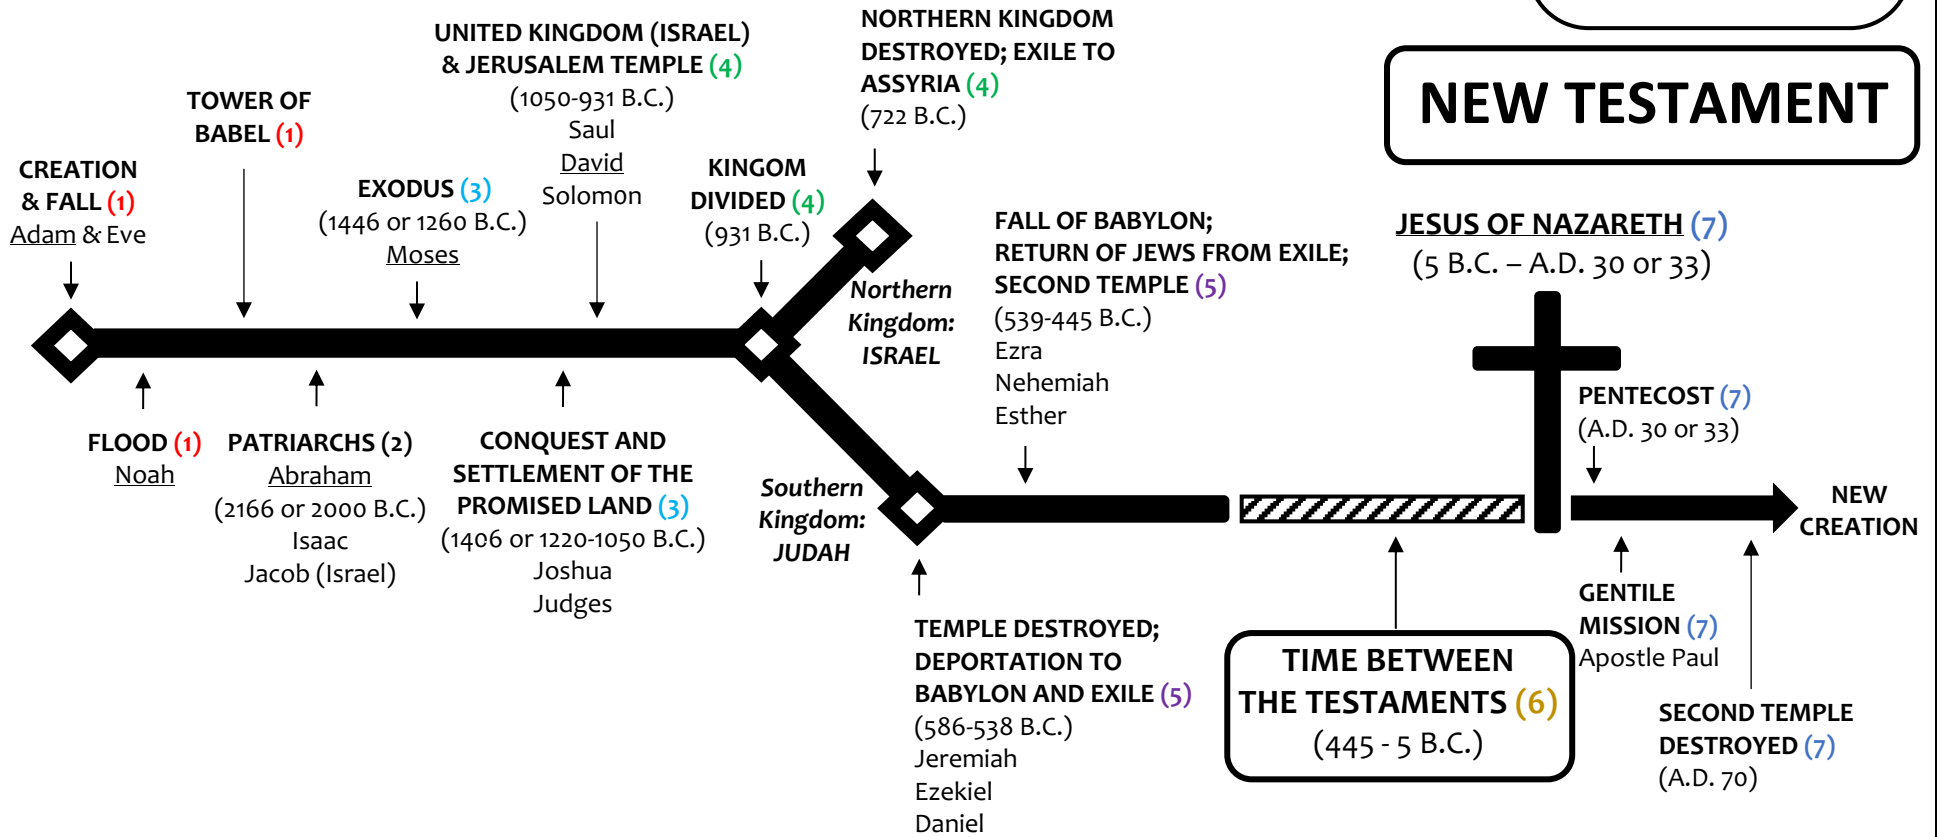 UNITED KINGDOM (ISRAEL)
& JERUSALEM TEMPLE (4)
(1050-931 B.C.)
Saul
David
Solomon
NORTHERN KINGDOM
DESTROYED; EXILE TO
ASSYRIA (4)
(722 B.C.)
NEW TESTAMENT
TOWER OF
BABEL (1)
CREATION
& FALL (1)
Adam & Eve
EXODUS (3)
(1446 or 1260 B.C.)
Moses
KINGOM
DIVIDED (4)
(931 B.C.)
FALL OF BABYLON;
RETURN OF JEWS FROM EXILE;
SECOND TEMPLE (5)
(539-445 B.C.)
Ezra
Nehemiah
Esther
JESUS OF NAZARETH (7)
(5 B.C. – A.D. 30 or 33)
Northern
Kingdom:
ISRAEL
PENTECOST (7)
(A.D. 30 or 33)
FLOOD (1)
Noah
PATRIARCHS (2)
Abraham
(2166 or 2000 B.C.)
Isaac
Jacob (Israel)
CONQUEST AND
SETTLEMENT OF THE
PROMISED LAND (3)
(1406 or 1220-1050 B.C.)
Joshua
Judges
Southern
Kingdom:
JUDAH
NEW
CREATION
TEMPLE DESTROYED;
DEPORTATION TO
BABYLON AND EXILE (5)
(586-538 B.C.)
Jeremiah
Ezekiel
Daniel
TIME BETWEEN
THE TESTAMENTS (6)
(445 - 5 B.C.)
GENTILE
MISSION (7)
Apostle Paul
SECOND TEMPLE
DESTROYED (7)
(A.D. 70)